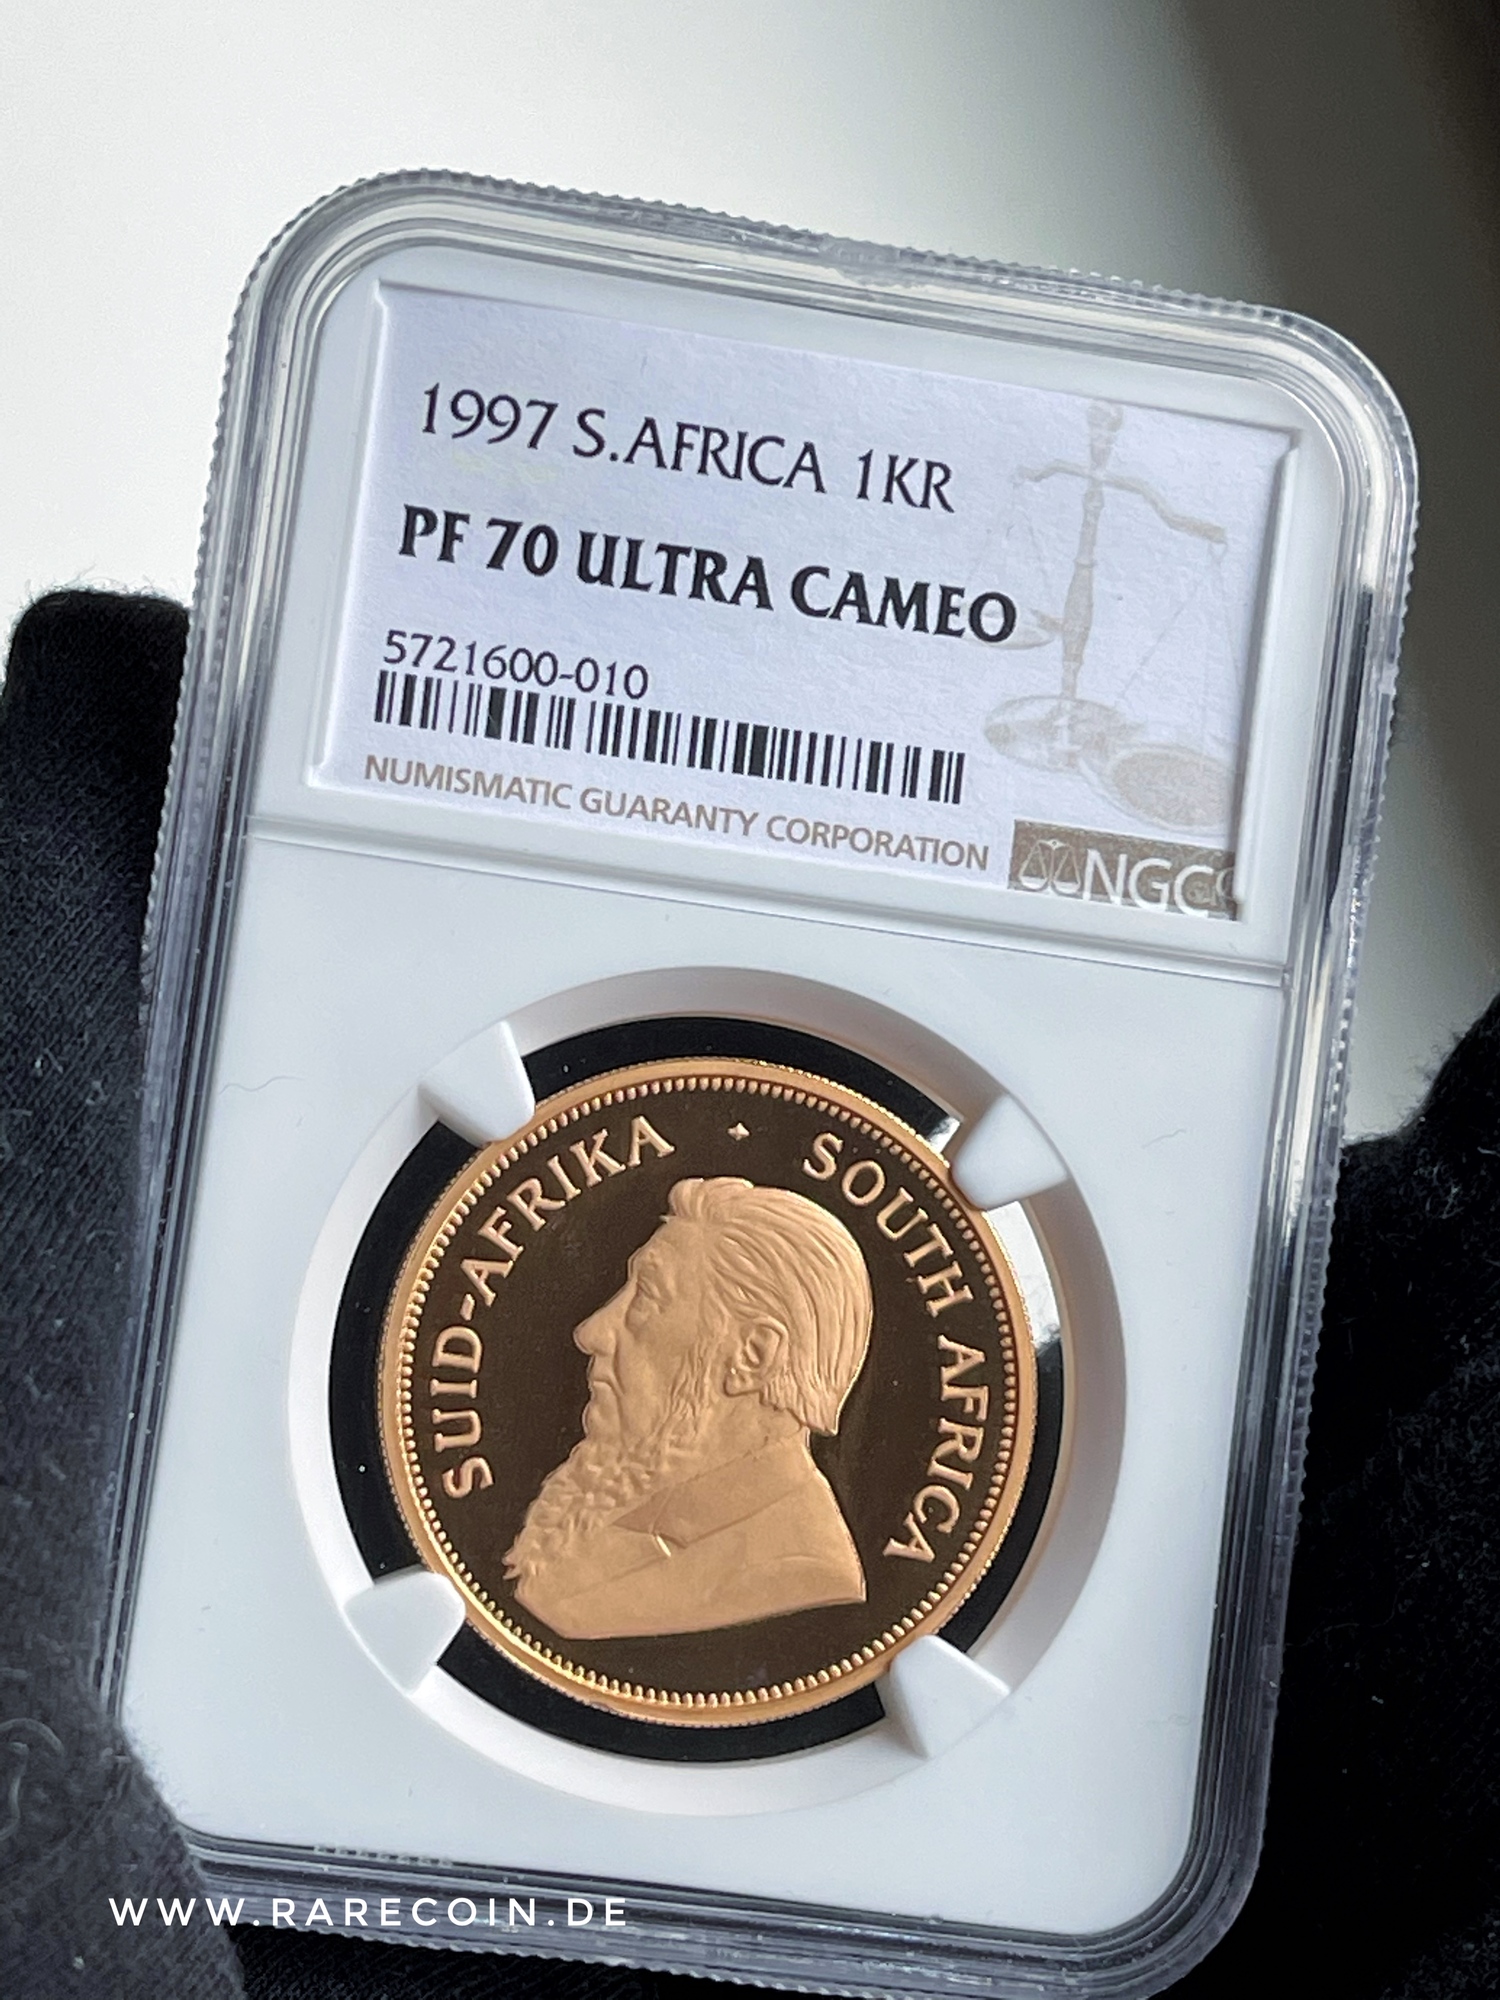 1997 S.AFRICA 1KR
PF 70 ULTRA CAMEO
5721600-010
NUMISMATIC GUARANTY CORPORATION
NGC
SUID-AFRIKA · SOUTH AFRICA
WWW.RARECOIN.DE